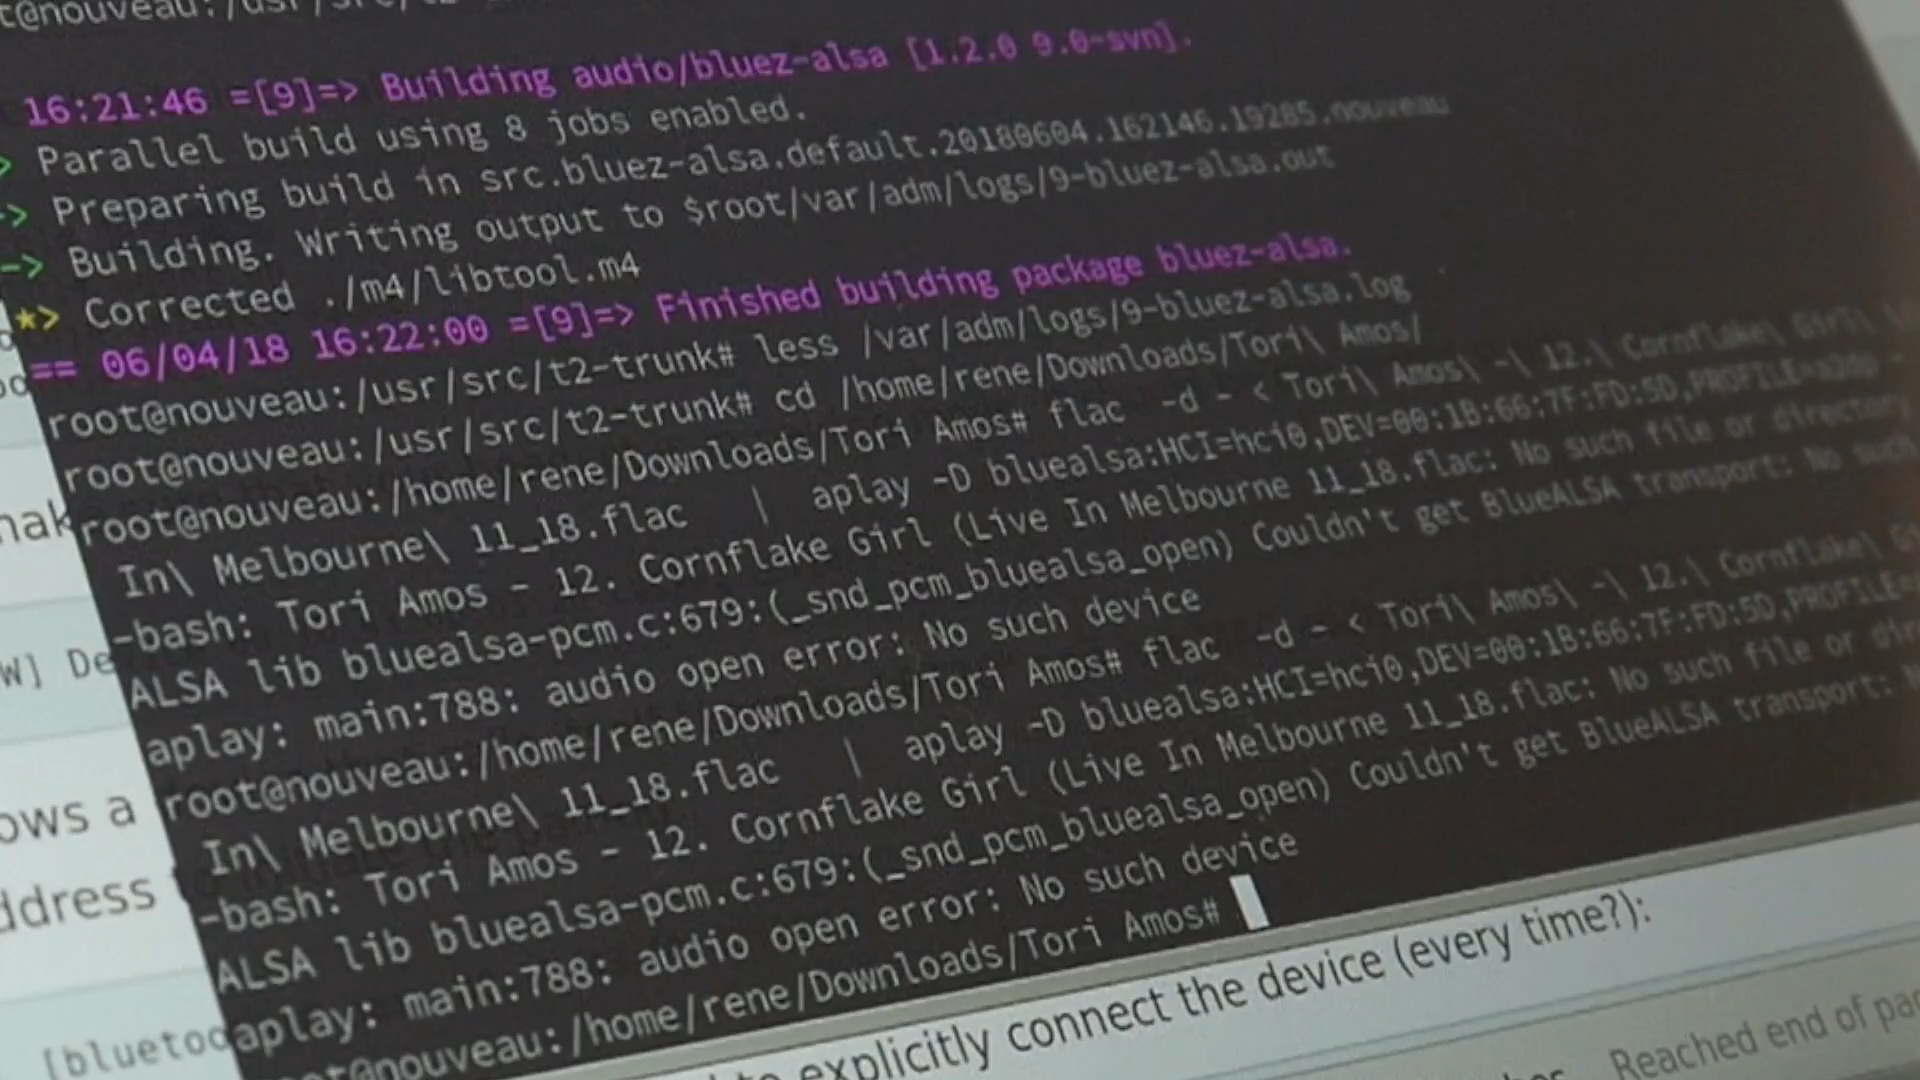 t@nouveau:/usr/src/t2-
16:21:46 =[9]=> Building audio/bluez-alsa [1.2.0 9.0-svn].
> Parallel build using 8 jobs enabled.
-> Preparing build in src.bluez-alsa.default.20180604.162146.19285.nouveau
-> Building. Writing output to $root/var/adm/logs/9-bluez-alsa.out
*> Corrected ./m4/libtool.m4
== 06/04/18 16:22:00 =[9]=> Finished building package bluez-alsa.
root@nouveau:/usr/src/t2-trunk# less /var/adm/logs/9-bluez-alsa.log
root@nouveau:/usr/src/t2-trunk# cd /home/rene/Downloads/Tori\ Amos/
root@nouveau:/home/rene/Downloads/Tori Amos# flac -d - < Tori\ Amos\ -\ 12.\ Cornflake\ Girl\
In\ Melbourne\ 11_18.flac | aplay -D bluealsa:HCI=hci0,DEV=00:1B:66:7F:FD:5D,PROFILE=a2dp -
-bash: Tori Amos - 12. Cornflake Girl (Live In Melbourne 11_18.flac: No such file or directory
ALSA lib bluealsa-pcm.c:679:(_snd_pcm_bluealsa_open) Couldn't get BlueALSA transport: No such
aplay: main:788: audio open error: No such device
root@nouveau:/home/rene/Downloads/Tori Amos# flac -d - < Tori\ Amos\ -\ 12.\ Cornflake\
In\ Melbourne\ 11_18.flac | aplay -D bluealsa:HCI=hci0,DEV=00:1B:66:7F:FD:5D,PROFILE=
-bash: Tori Amos - 12. Cornflake Girl (Live In Melbourne 11_18.flac: No such file or
ALSA lib bluealsa-pcm.c:679:(_snd_pcm_bluealsa_open) Couldn't get BlueALSA transport:
aplay: main:788: audio open error: No such device
root@nouveau:/home/rene/Downloads/Tori Amos#
W] De
ows a
ddress
[bluetoo
to explicitly connect the device (every time?):
Reached end of pa